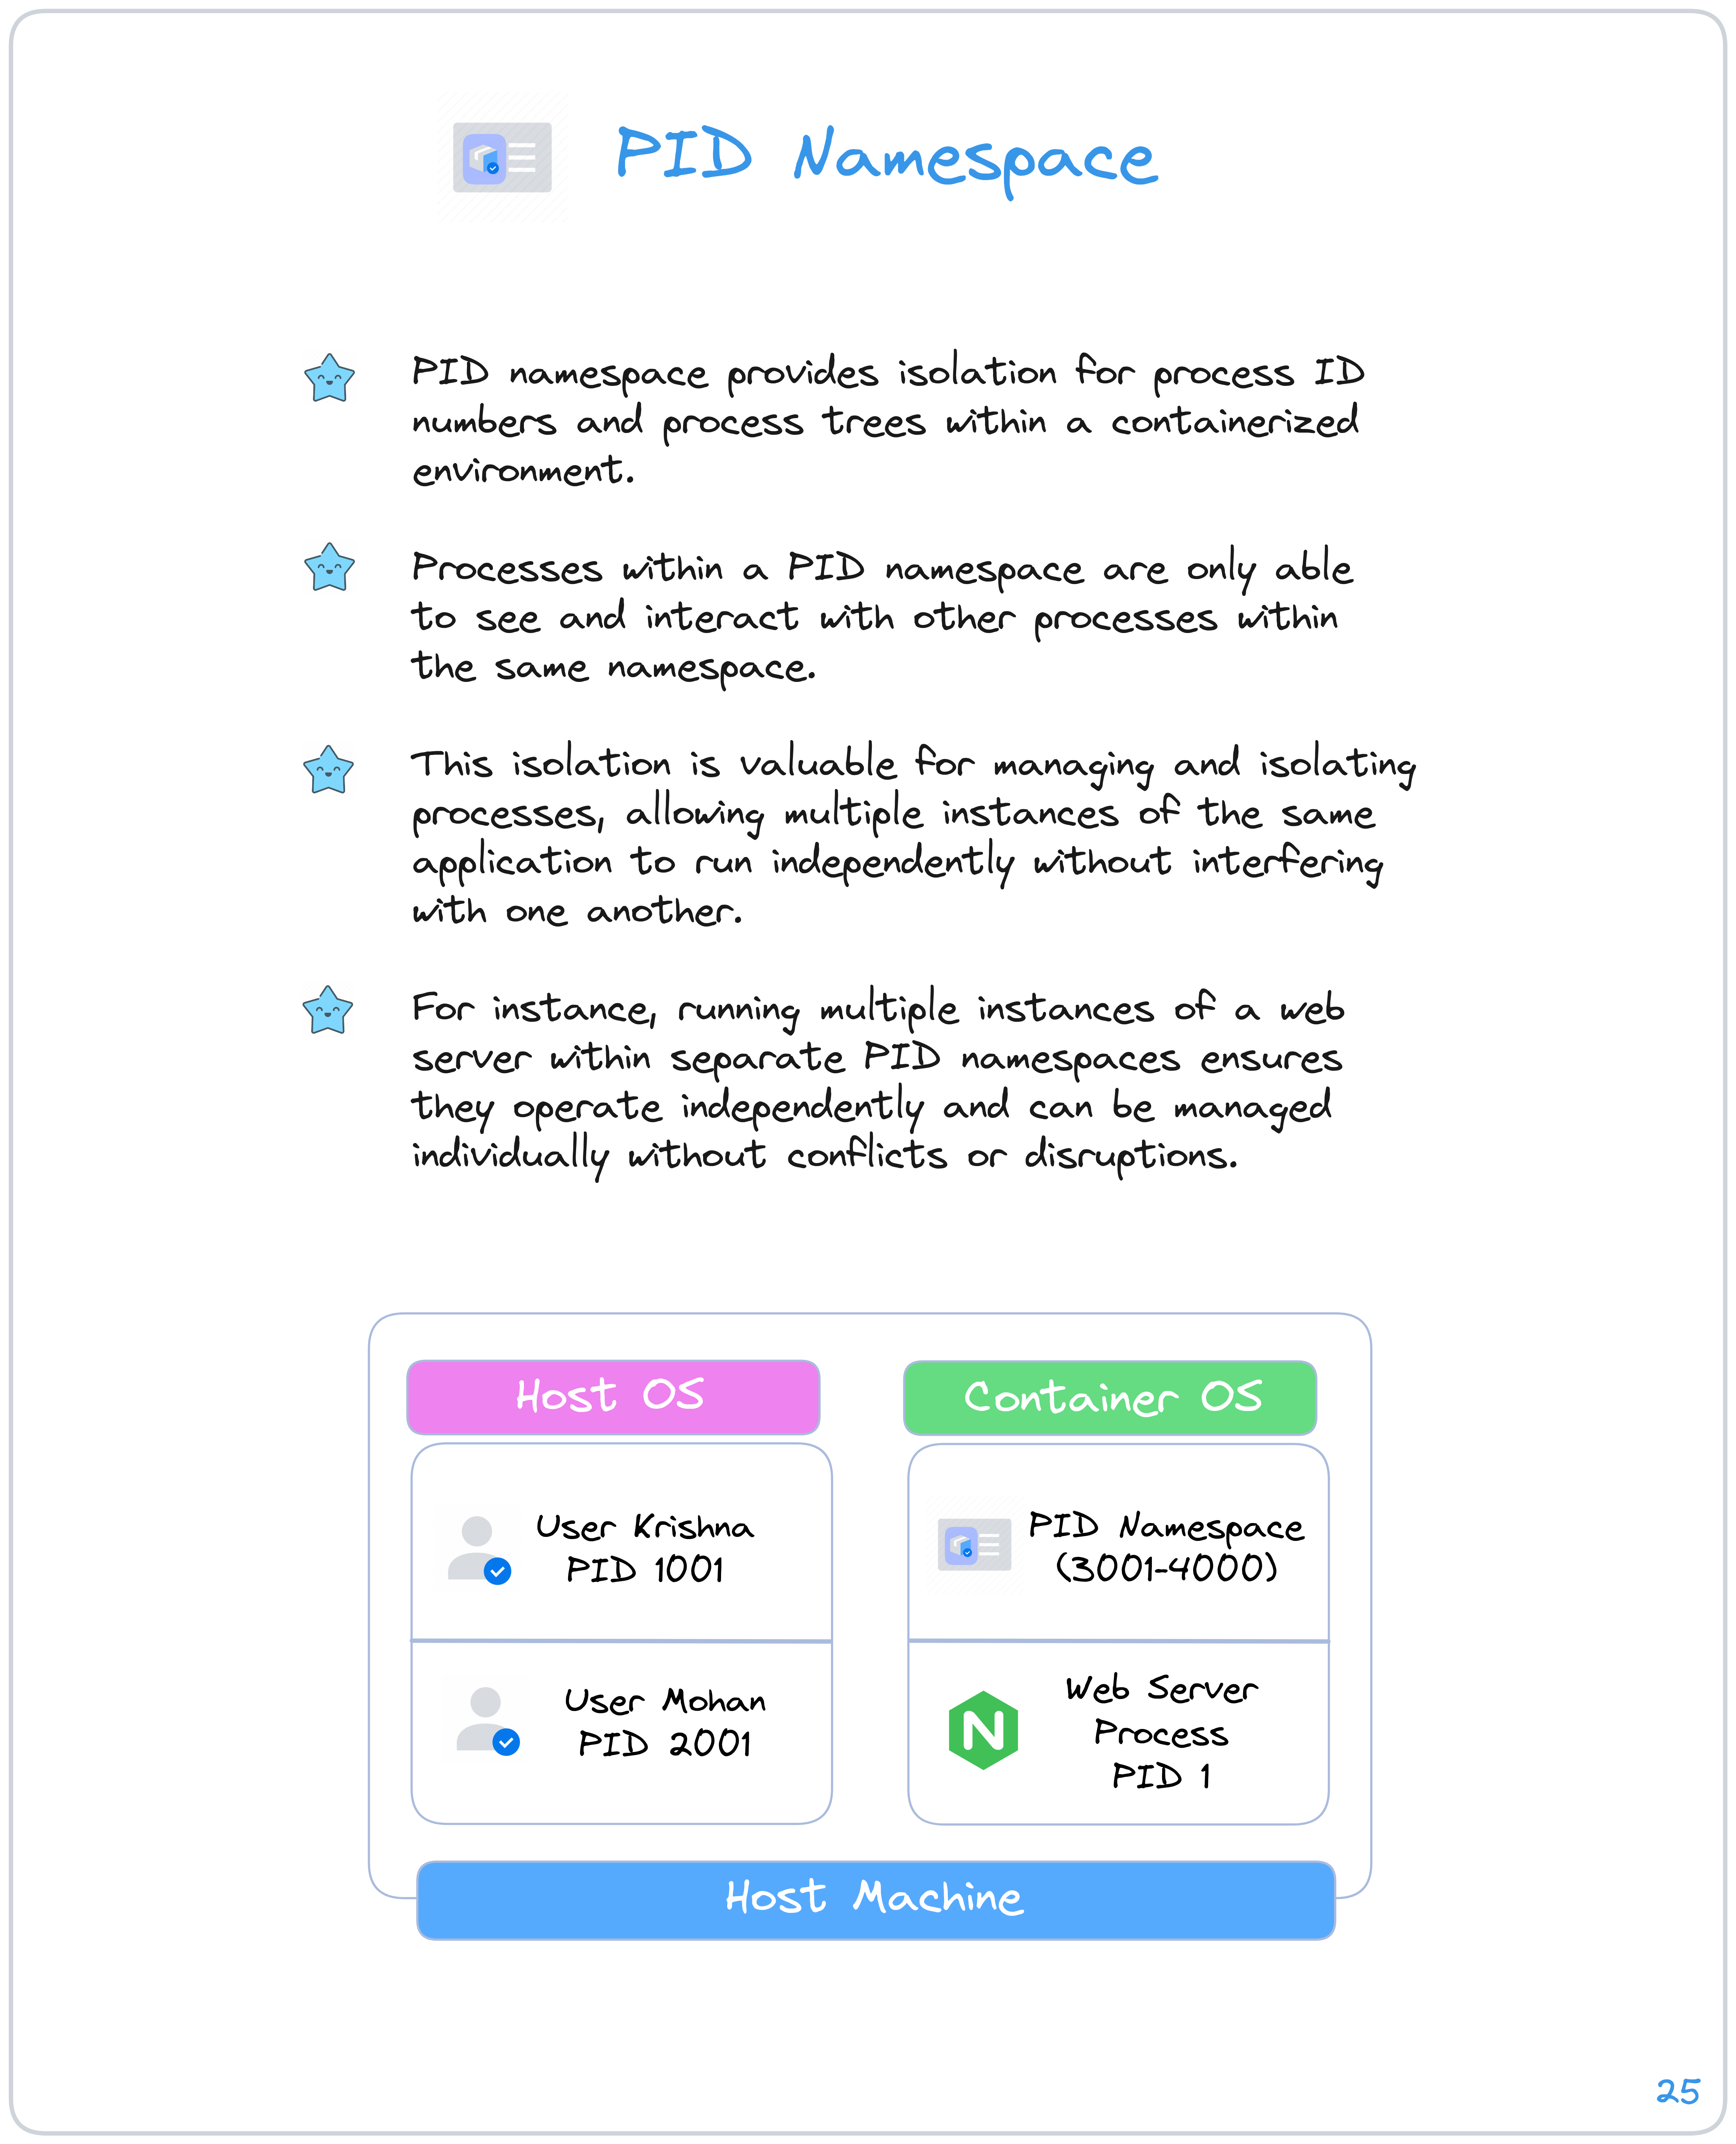 PID Namespace
PID namespace provides isolation for process ID
numbers and process trees within a containerized
environment.
Processes within a PID namespace are only able
to see and interact with other processes within
the same namespace.
This isolation is valuable for managing and isolating
processes, allowing multiple instances of the same
application to run independently without interfering
with one another.
For instance, running multiple instances of a web
server within separate PID namespaces ensures
they operate independently and can be managed
individually without conflicts or disruptions.
Host OS
User Krishna
PID 1001
User Mohan
PID 2001
Container OS
PID Namespace
(3001-4000)
N
Web Server
Process
PID 1
Host Machine
25